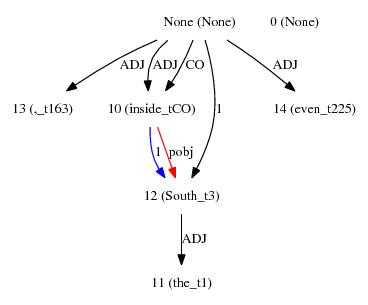 None (None) 0 (None)
ADJ ADJ CO ADJ
13 (,_t163) 10 (inside_tCO) 1 14 (even_t225)
1 pobj
12 (South_t3)
ADJ
11 (the_t1)